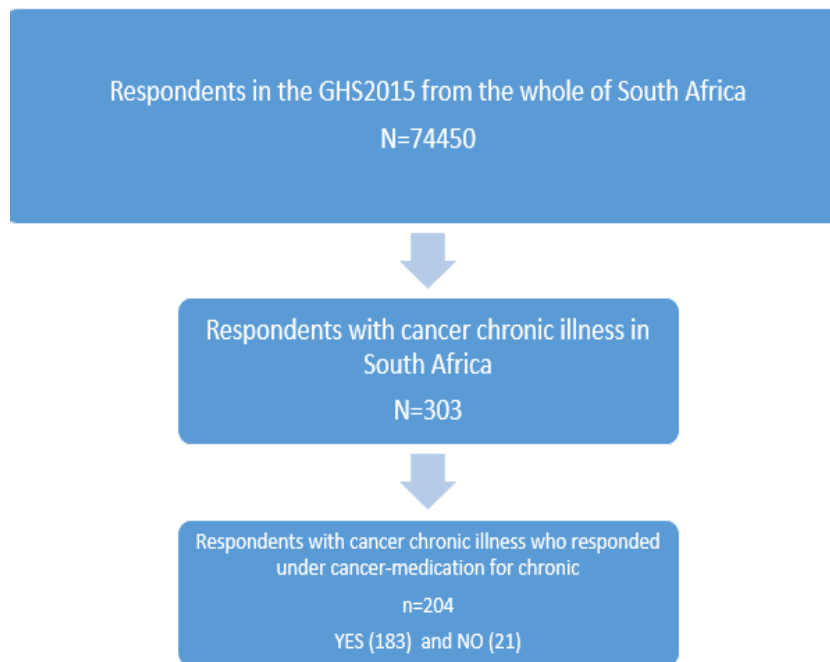 Respondents in the GHS2015 from the whole of South Africa
N=74450
Respondents with cancer chronic illness in
South Africa
N=303
Respondents with cancer chronic illness who responded
under cancer-medication for chronic
n=204
YES (183) and NO (21)